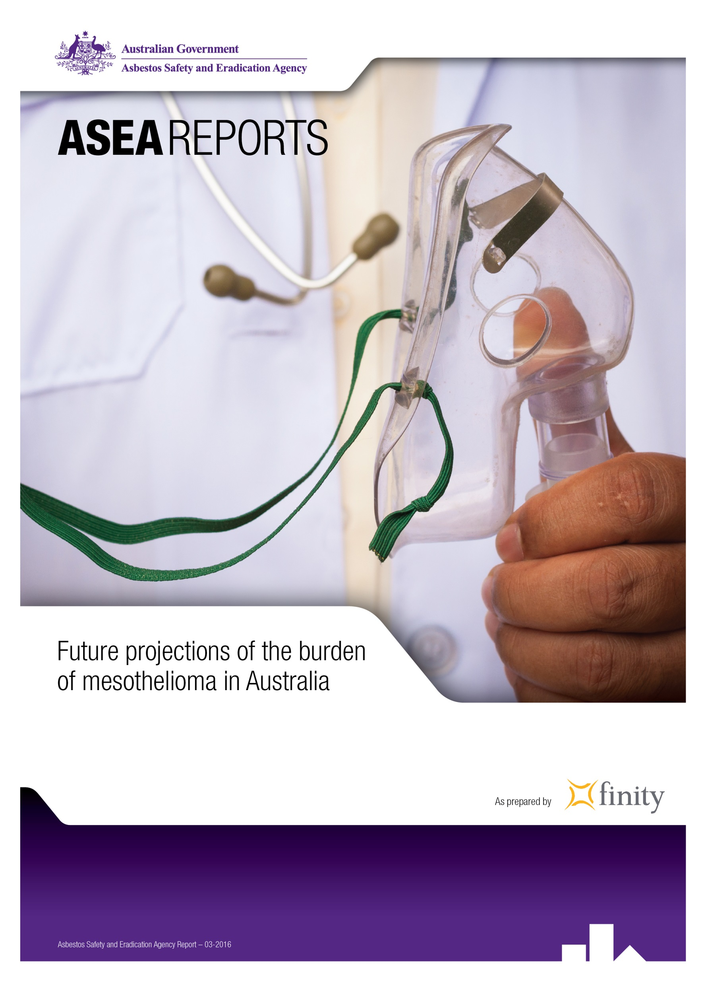 Australian Government
Asbestos Safety and Eradication Agency
AUSTRALIA
ASEA REPORTS
Future projections of the burden
of mesothelioma in Australia
As prepared by
finity
Asbestos Safety and Eradication Agency Report – 03-2016